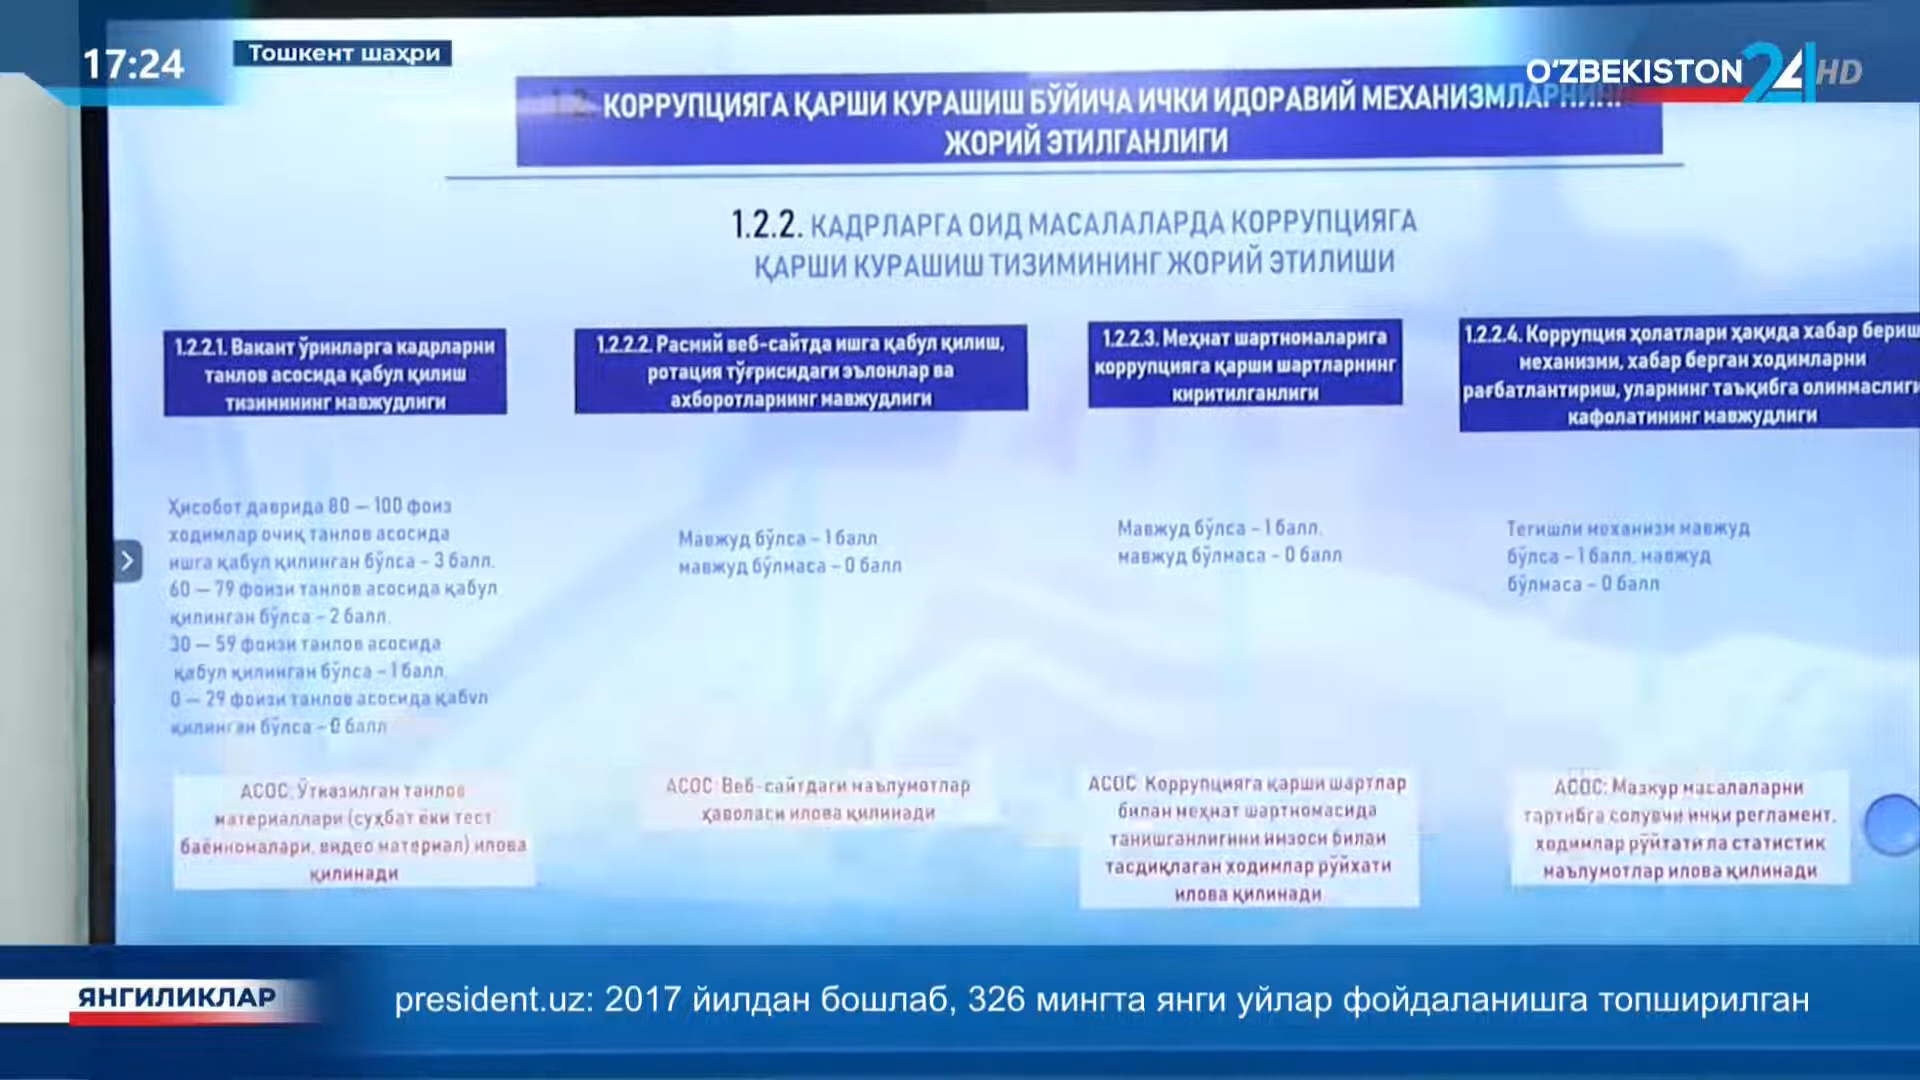 17:24
Тошкент шаҳри
O‘ZBEKISTON 24 HD
1.2. КОРРУПЦИЯГА ҚАРШИ КУРАШИШ БЎЙИЧА ИЧКИ ИДОРАВИЙ МЕХАНИЗМЛАРНИНГ
ЖОРИЙ ЭТИЛГАНЛИГИ
1.2.2. КАДРЛАРГА ОИД МАСАЛАЛАРДА КОРРУПЦИЯГА
ҚАРШИ КУРАШИШ ТИЗИМИНИНГ ЖОРИЙ ЭТИЛИШИ
1.2.2.1. Вакант ўринларга кадрларни
танлов асосида қабул қилиш
тизимининг мавжудлиги
Ҳисобот даврида 80 – 100 фоиз
ходимлар очиқ танлов асосида
ишга қабул қилинган бўлса – 3 балл.
60 – 79 фоизи танлов асосида қабул
қилинган бўлса – 2 балл.
30 – 59 фоизи танлов асосида
қабул қилинган бўлса – 1 балл
0 – 29 фоизи танлов асосида қабул
қилинган бўлса – 0 балл
АСОС: Ўтказилган танлов
материаллари (суҳбат ёки тест
баённомалари, видео материал) илова
қилинади
1.2.2.2. Расмий веб-сайтда ишга қабул қилиш,
ротация тўғрисидаги эълонлар ва
ахборотларнинг мавжудлиги
Мавжуд бўлса – 1 балл
мавжуд бўлмаса – 0 балл
АСОС: Веб-сайтдаги маълумотлар
ҳаволаси илова қилинади
1.2.2.3. Меҳнат шартномаларига
коррупцияга қарши шартларнинг
киритилганлиги
Мавжуд бўлса – 1 балл,
мавжуд бўлмаса – 0 балл
АСОС: Коррупцияга қарши шартлар
билан меҳнат шартномасида
танишганлигини имзоси билан
тасдиқлаган ходимлар рўйхати
илова қилинади
1.2.2.4. Коррупция ҳолатлари ҳақида хабар бериш
механизми, хабар берган ходимларни
рағбатлантириш, уларнинг таъқибга олинмаслиги
кафолатининг мавжудлиги
Тегишли механизм мавжуд
бўлса – 1 балл, мавжуд
бўлмаса – 0 балл
АСОС: Мазкур масалаларни
тартибга солувчи ички регламент,
ходимлар рўйтати ла статистик
маълумотлар илова қилинади
ЯНГИЛИКЛАР
president.uz: 2017 йилдан бошлаб, 326 мингта янги уйлар фойдаланишга топширилган